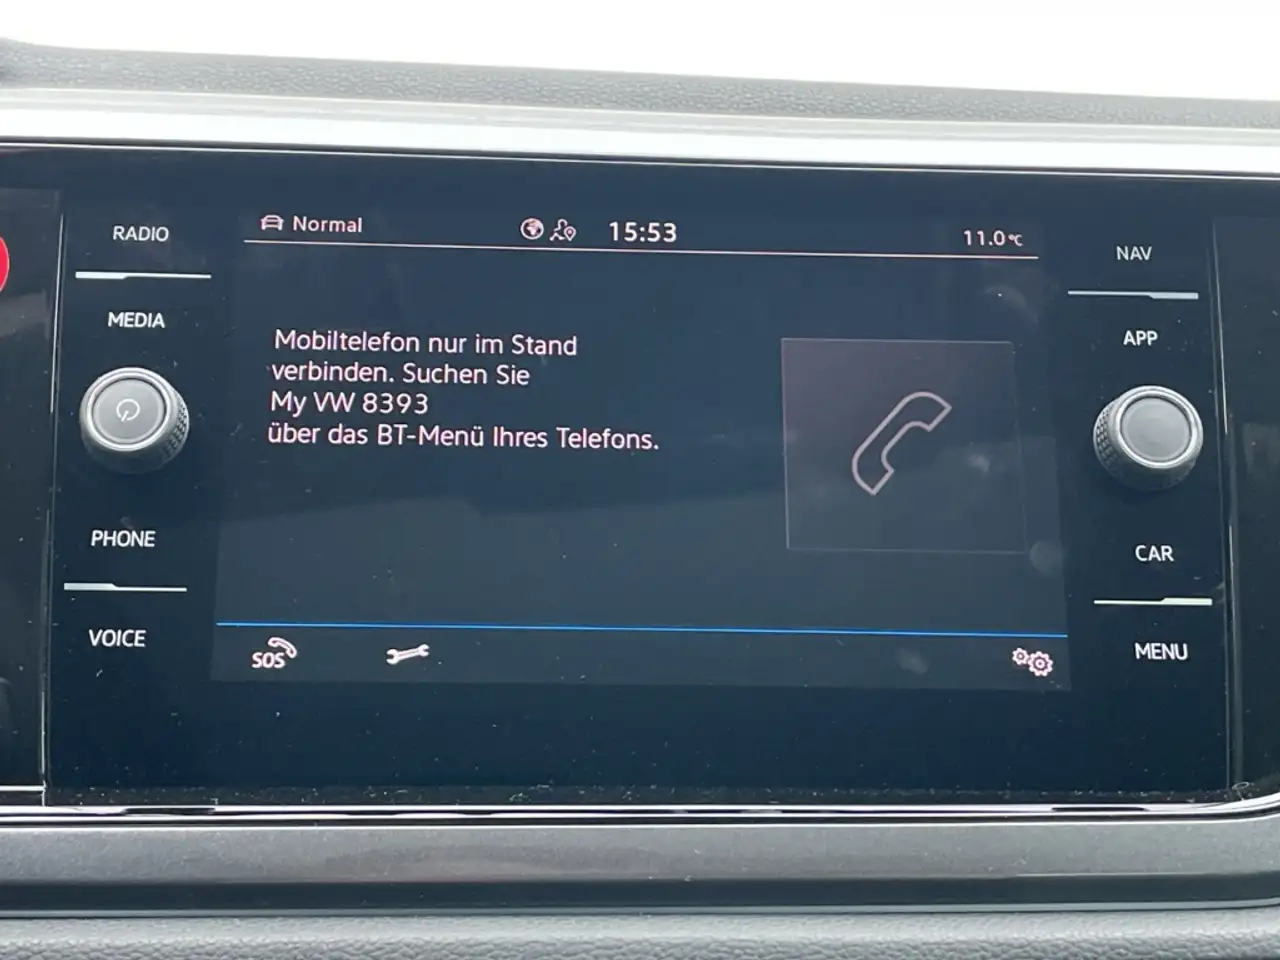 RADIO
MEDIA
PHONE
VOICE
Normal
15:53
11.0°C
Mobiltelefon nur im Stand
verbinden. Suchen Sie
My VW 8393
über das BT-Menü Ihres Telefons.
SOS
NAV
APP
CAR
MENU